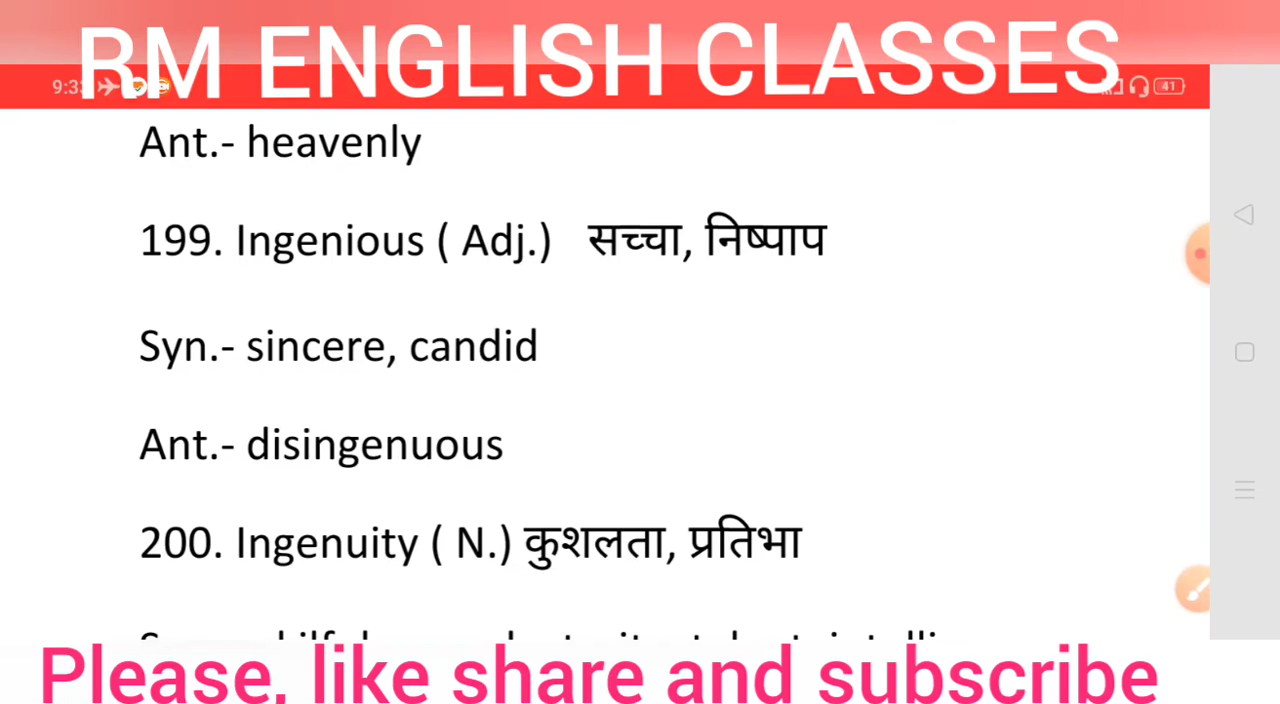 RM ENGLISH CLASSES
41
Ant.- heavenly
199. Ingenious ( Adj.) सच्चा, निष्पाप
Syn.- sincere, candid
Ant.- disingenuous
200. Ingenuity ( N.) कुशलता, प्रतिभा
Please, like share and subscribe